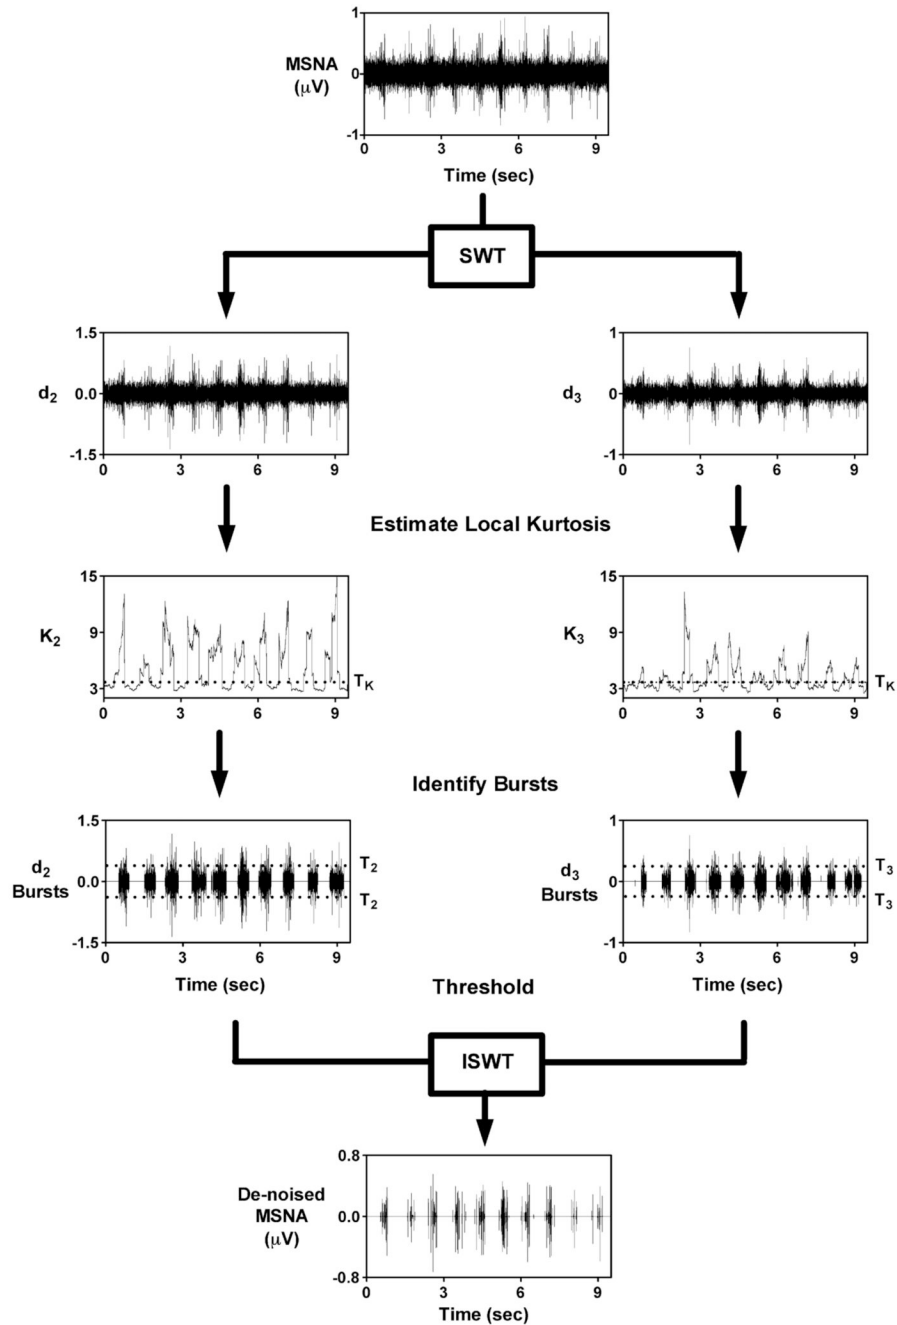 1
MSNA
(μV)
0
-1
0 3 6 9
Time (sec)
SWT
1.5
d2 0.0
-1.5
0 3 6 9
1
d3 0
-1
0 3 6 9
Estimate Local Kurtosis
15
K2 9
3
TK
0 3 6 9
15
K3 9
3
TK
0 3 6 9
Identify Bursts
1.5
d2
Bursts
0.0
-1.5
T2
T2
0 3 6 9
Time (sec)
1
d3
Bursts
0
-1
T3
T3
0 3 6 9
Time (sec)
Threshold
ISWT
0.8
De-noised
MSNA
(μV)
0.0
-0.8
0 3 6 9
Time (sec)